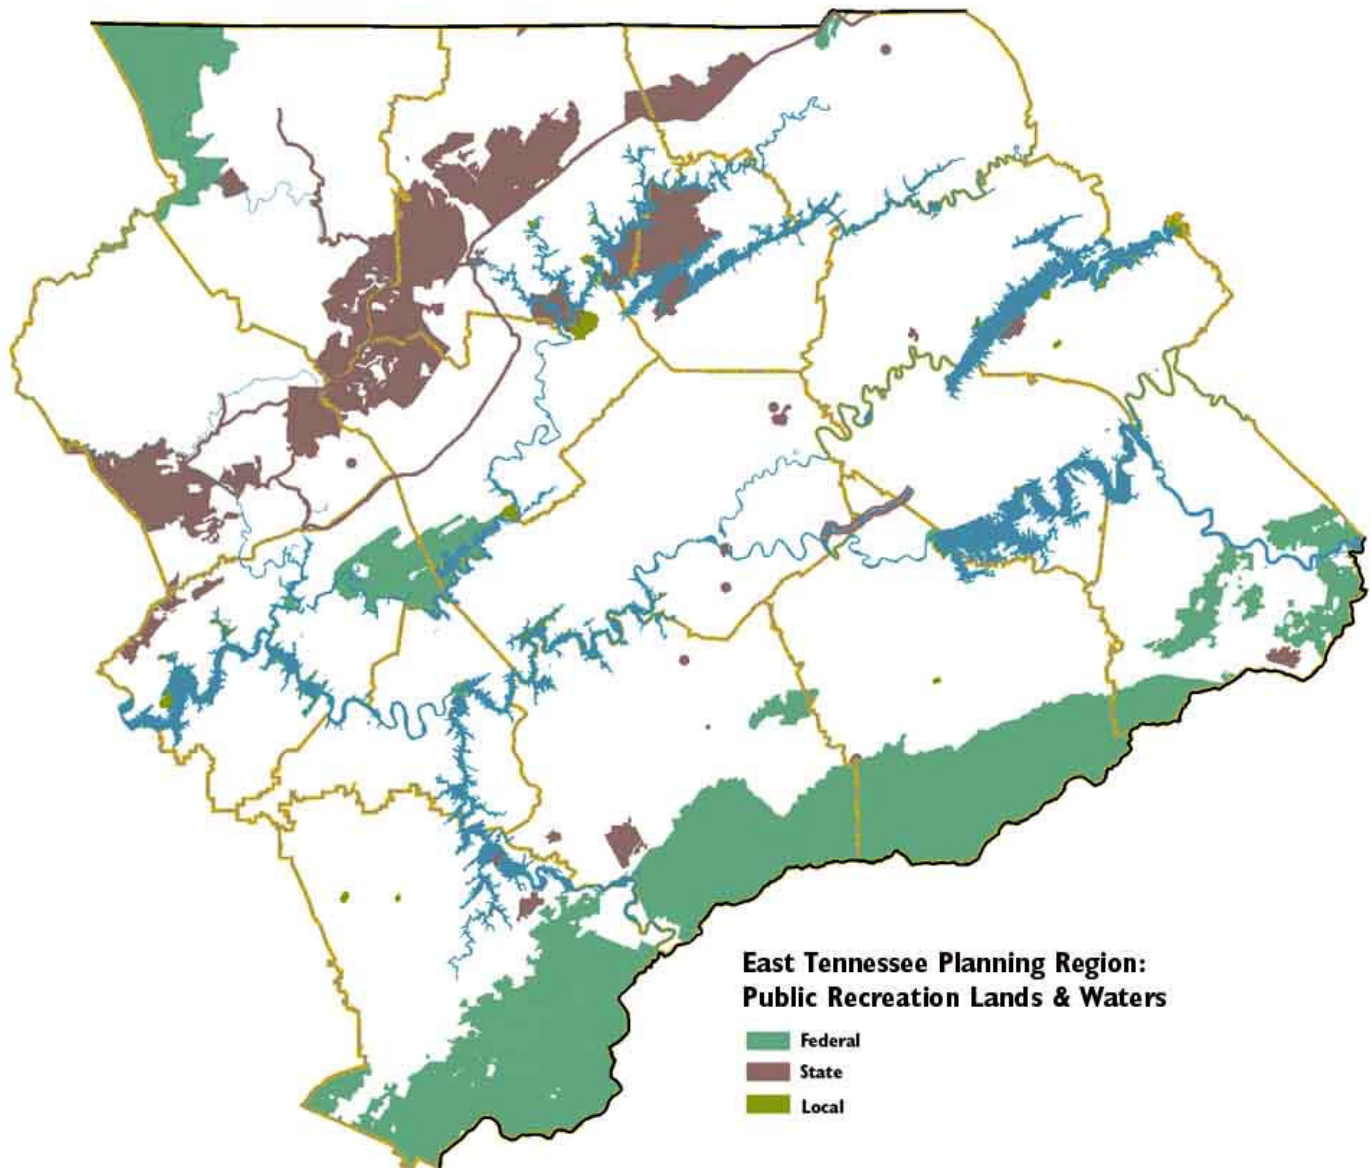 East Tennessee Planning Region:
Public Recreation Lands & Waters
Federal
State
Local